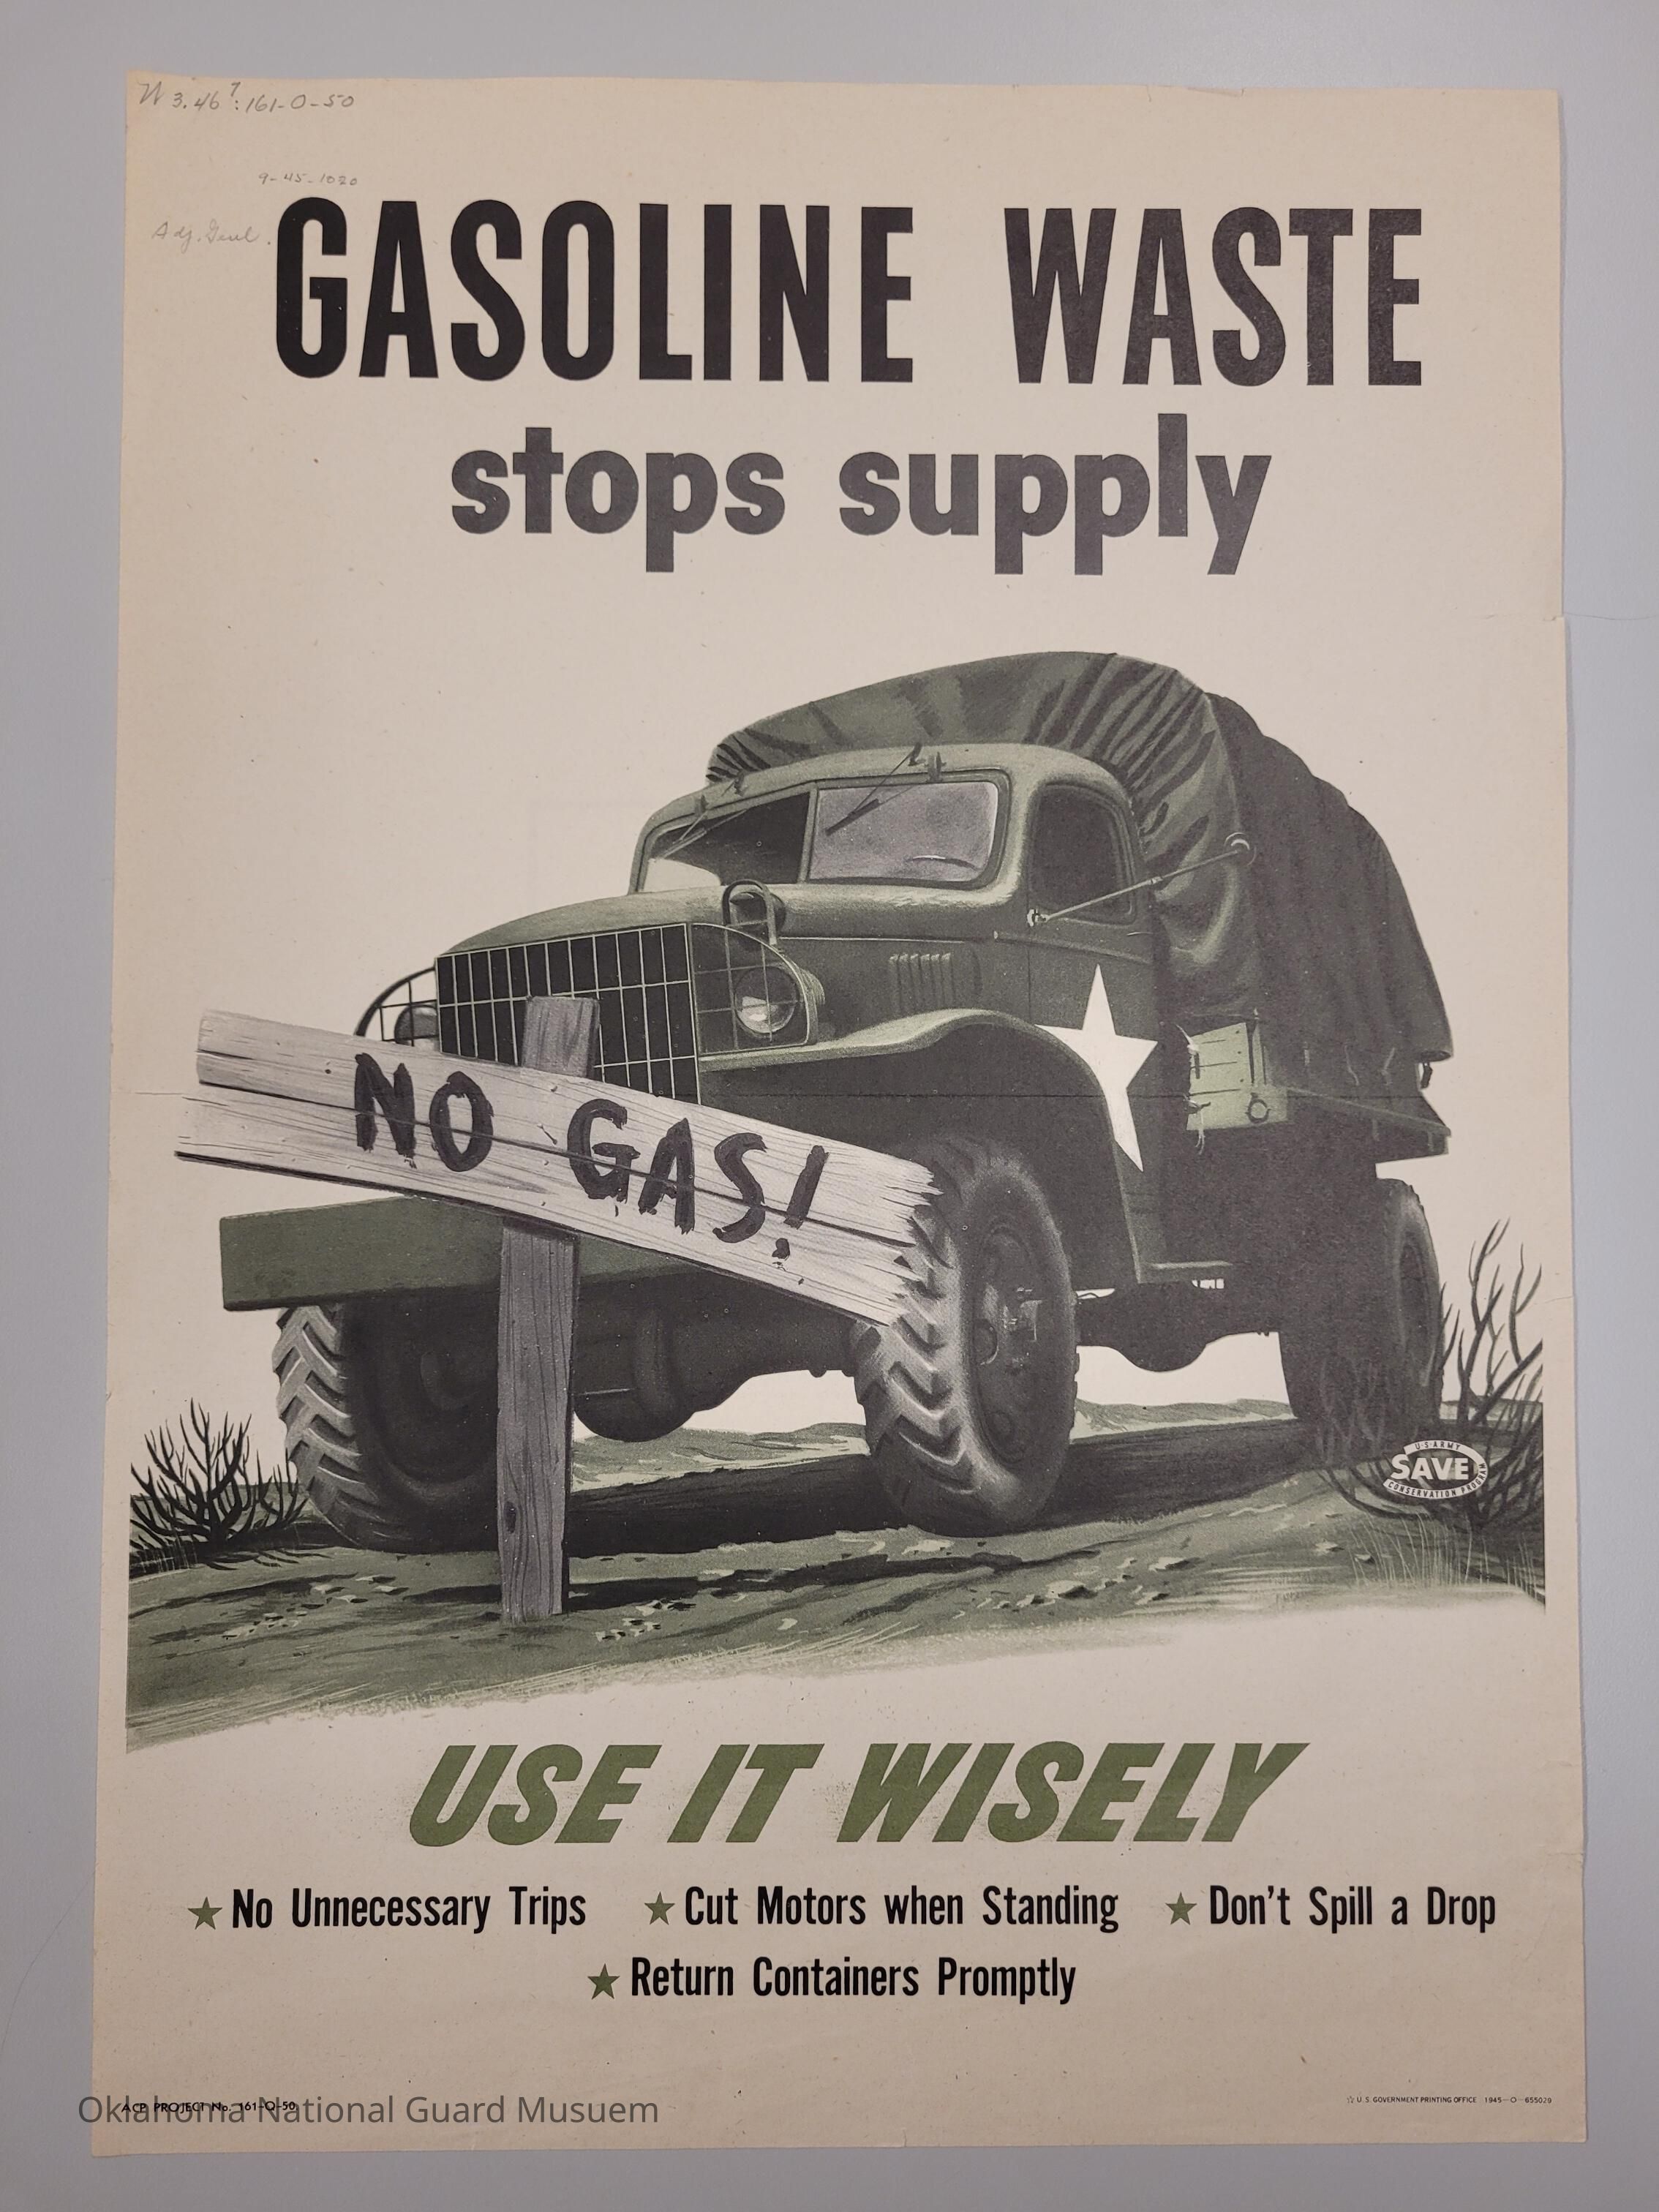 W 3.46⁷:161-O-50
9-45-1020
Adj. Genl.
GASOLINE WASTE
stops supply
NO GAS!
U·S·ARMY
SAVE
CONSERVATION PROGRAM
USE IT WISELY
★ No Unnecessary Trips ★ Cut Motors when Standing ★ Don't Spill a Drop
★ Return Containers Promptly
ACP PROJECT No. 161-O-50
☆ U.S. GOVERNMENT PRINTING OFFICE : 1945—O—655029
Oklahoma National Guard Musuem